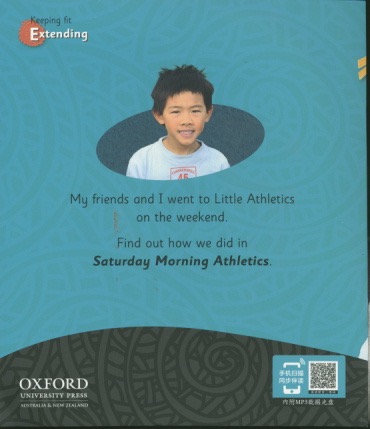 Keeping fit
Extending
My friends and I went to Little Athletics
on the weekend.
Find out how we did in
Saturday Morning Athletics.
OXFORD
UNIVERSITY PRESS
AUSTRALIA & NEW ZEALAND
手机扫描
同步伴读
内附MP3数据光盘